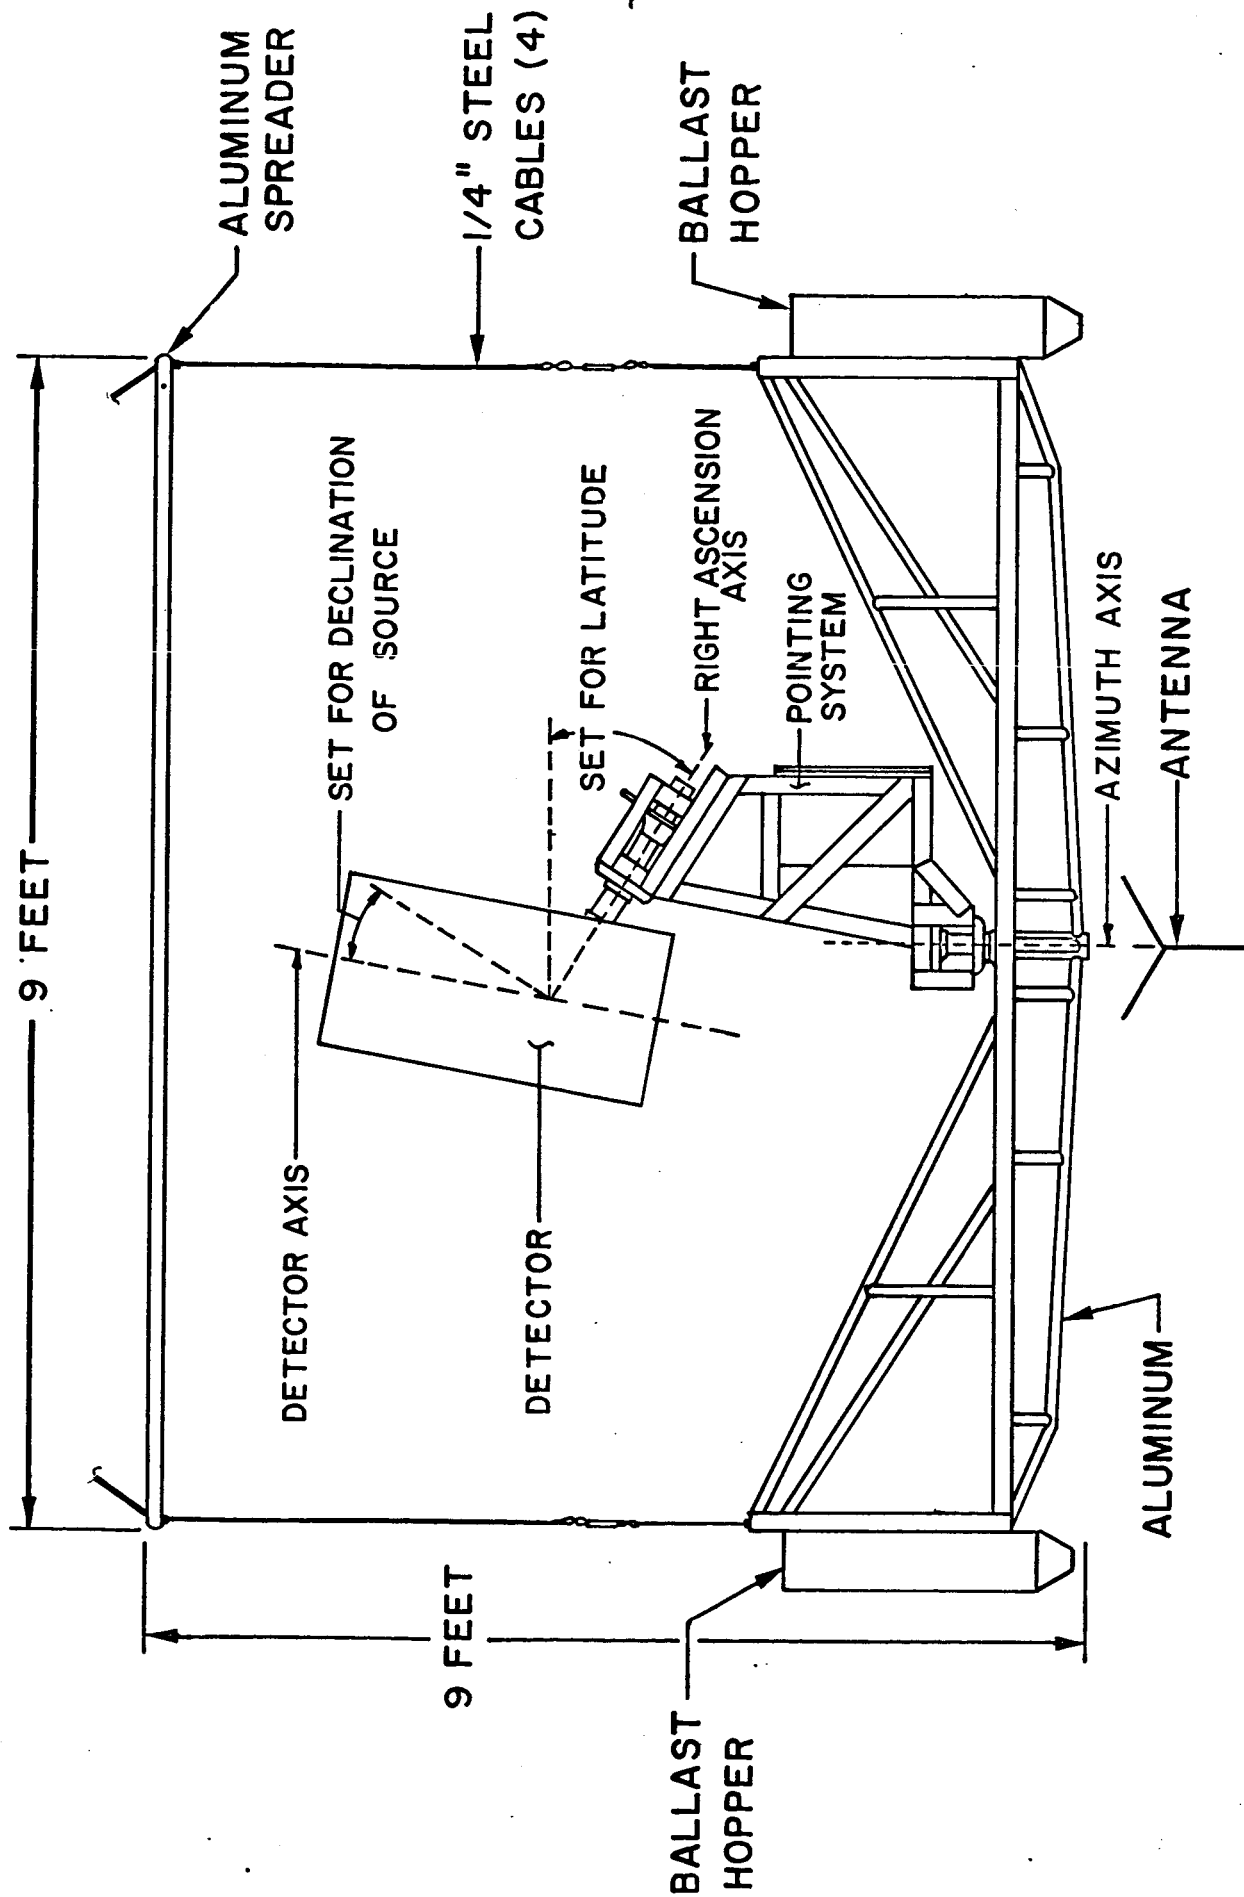 9 FEET
ALUMINUM
SPREADER
1/4" STEEL
CABLES (4)
SET FOR DECLINATION
OF SOURCE
DETECTOR AXIS
DETECTOR
SET FOR LATITUDE
RIGHT ASCENSION
AXIS
POINTING
SYSTEM
BALLAST
HOPPER
9 FEET
BALLAST
HOPPER
AZIMUTH AXIS
ANTENNA
ALUMINUM